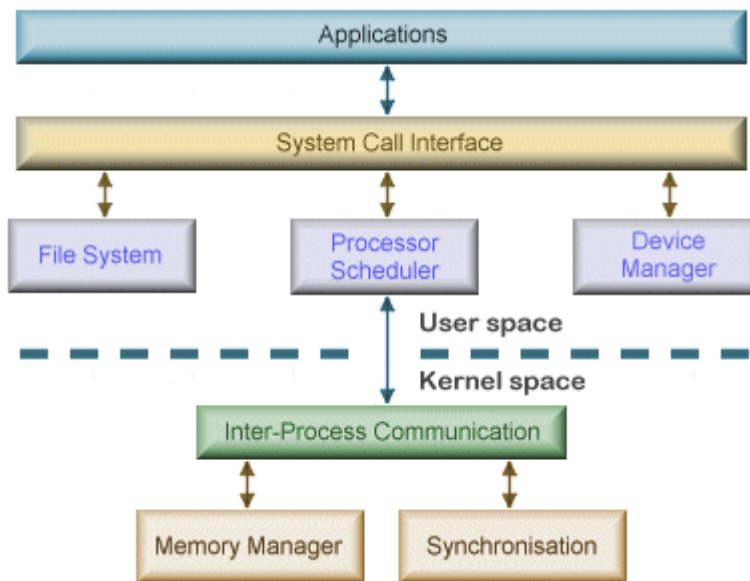 Applications
System Call Interface
File System
Processor
Scheduler
Device
Manager
User space
Kernel space
Inter-Process Communication
Memory Manager
Synchronisation